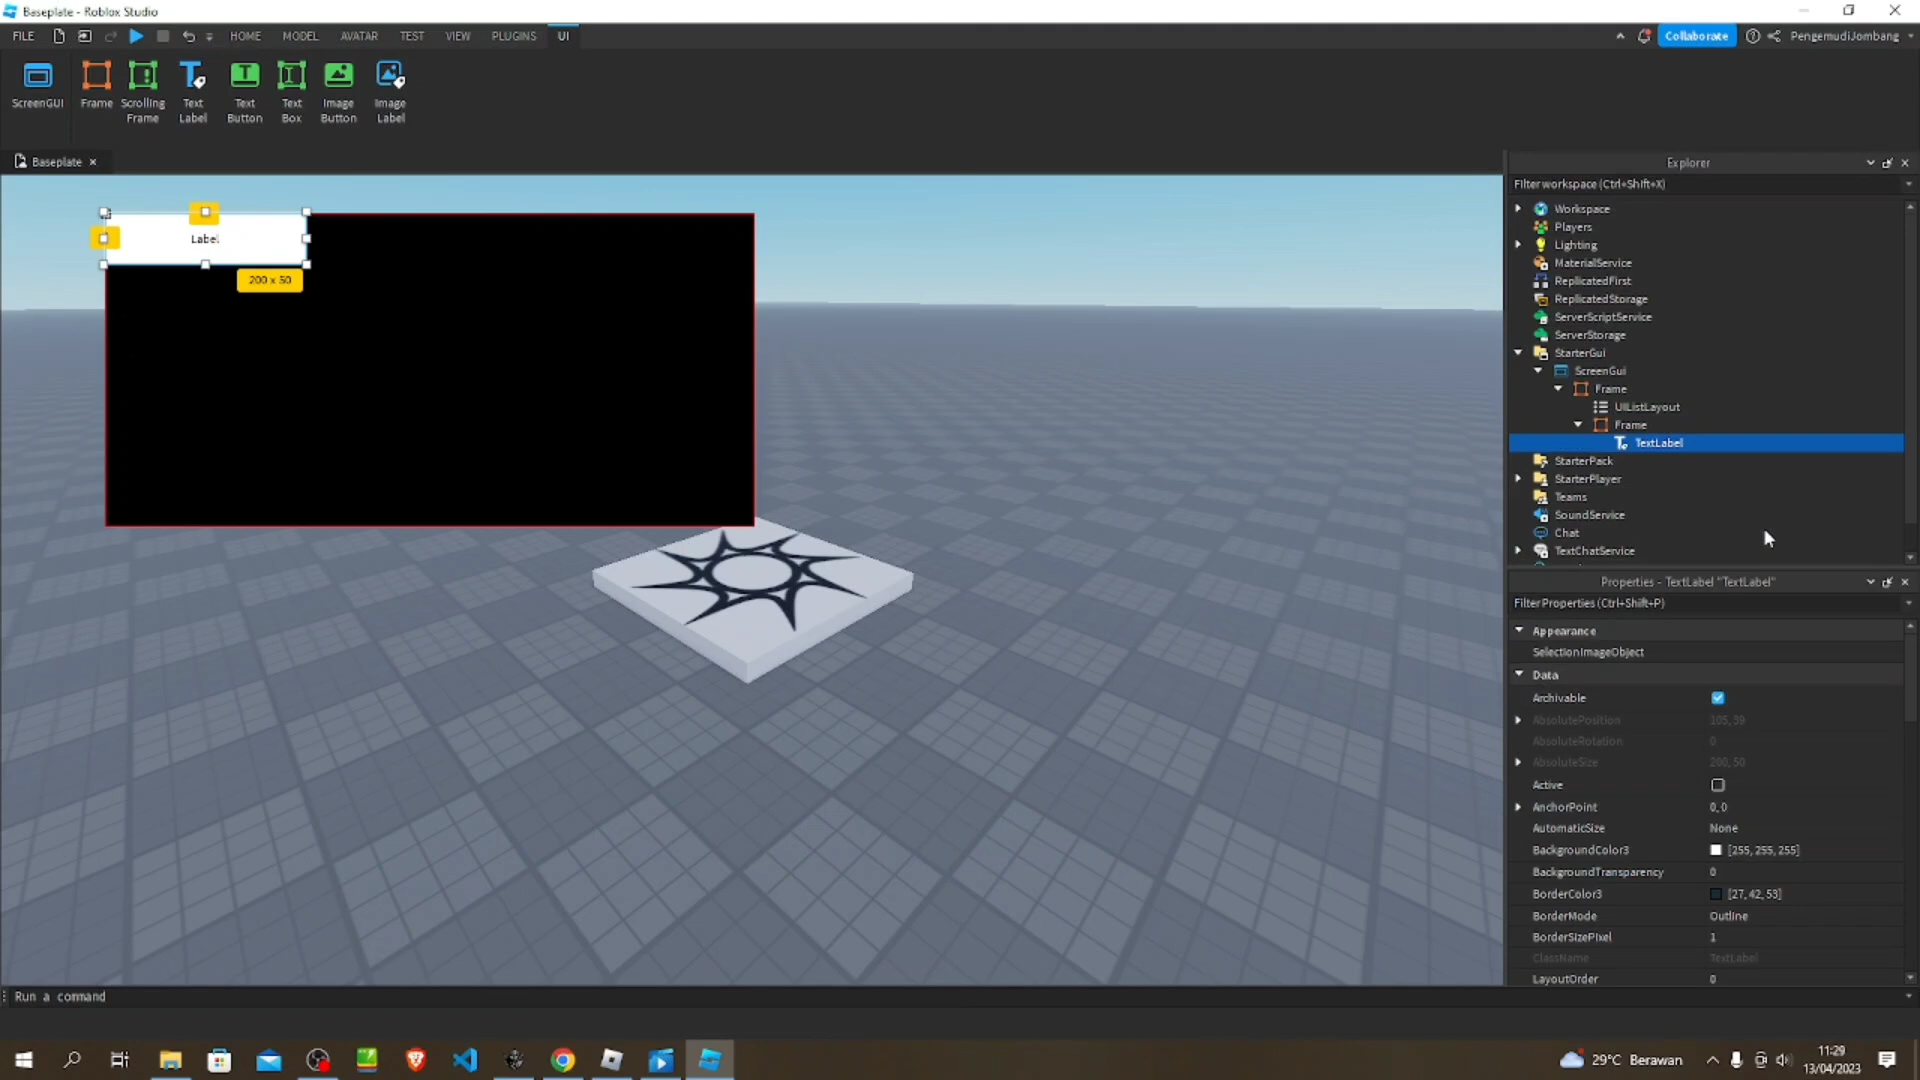 Baseplate - Roblox Studio
FILE HOME MODEL AVATAR TEST VIEW PLUGINS UI Collaborate PengemudiJombang
ScreenGUI Frame Scrolling Frame Text Label Text Button Text Box Image Button Image Label
Baseplate
Label
200 x 50
Explorer
Filter workspace (Ctrl+Shift+X)
Workspace
Players
Lighting
MaterialService
ReplicatedFirst
ReplicatedStorage
ServerScriptService
ServerStorage
StarterGui
ScreenGui
Frame
UIListLayout
Frame
TextLabel
StarterPack
StarterPlayer
Teams
SoundService
Chat
TextChatService
Properties - TextLabel "TextLabel"
Filter Properties (Ctrl+Shift+P)
Appearance
SelectionImageObject
Data
Archivable
AbsolutePosition 105, 39
AbsoluteRotation 0
AbsoluteSize 200, 50
Active
AnchorPoint 0, 0
AutomaticSize None
BackgroundColor3 [255, 255, 255]
BackgroundTransparency 0
BorderColor3 [27, 42, 53]
BorderMode Outline
BorderSizePixel 1
ClassName TextLabel
LayoutOrder 0
Run a command
29°C Berawan
11:29
13/04/2023